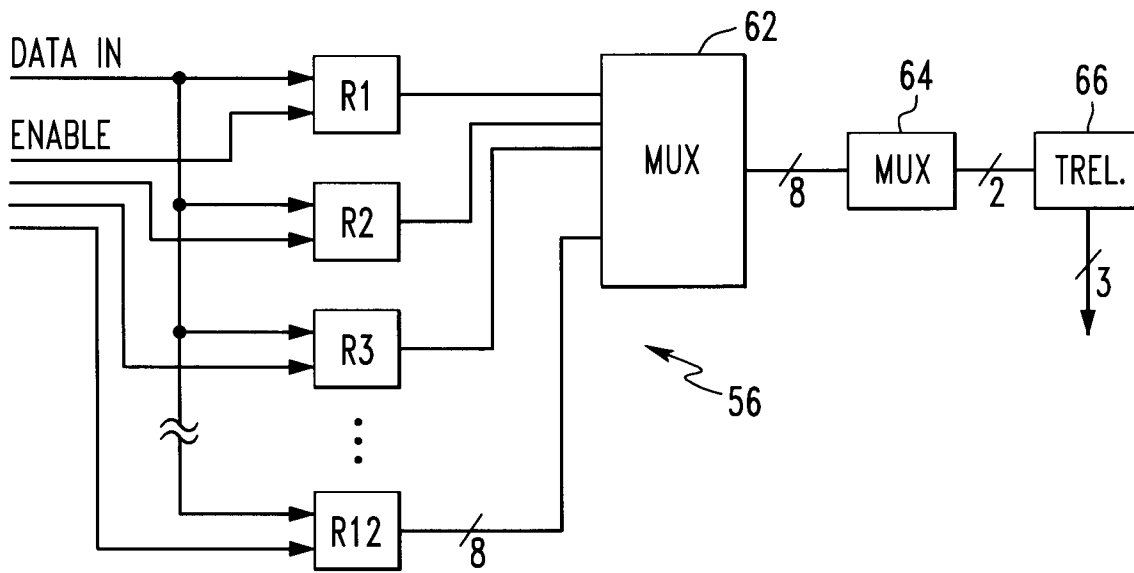 DATA IN
ENABLE
R1
R2
R3
R12
8
62
MUX
8
64
MUX
2
66
TREL.
3
56